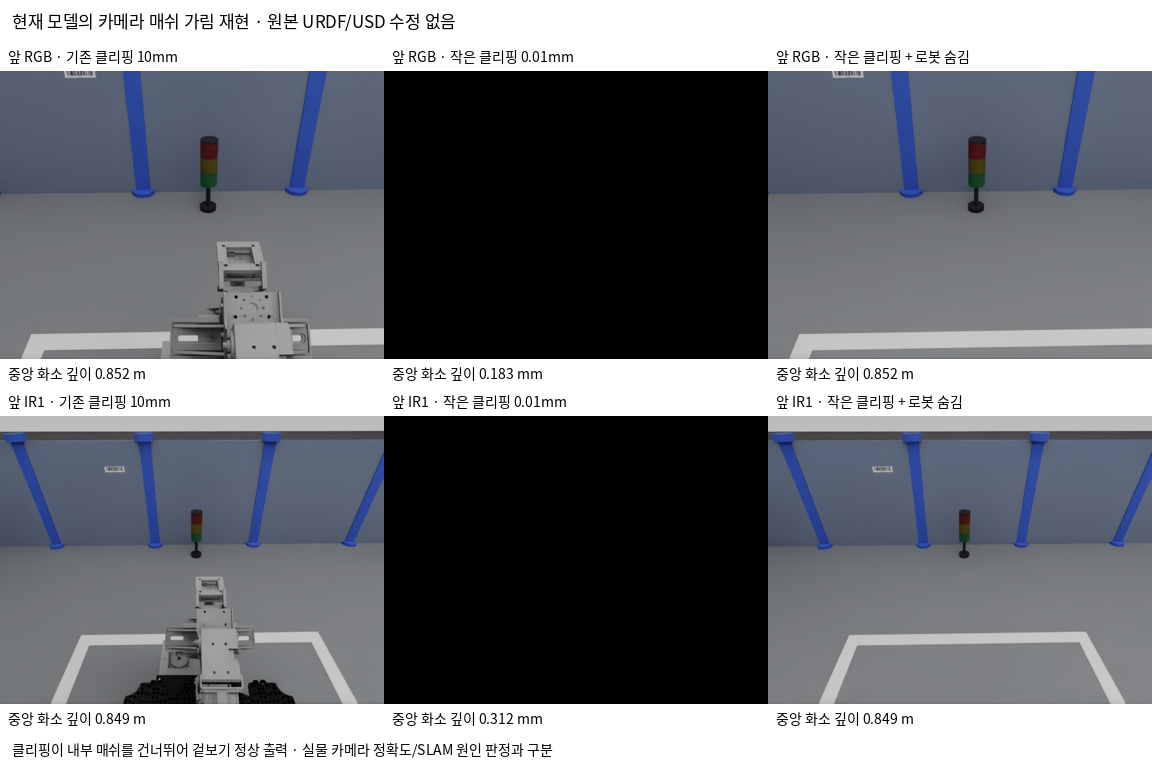 현재 모델의 카메라 매쉬 가림 재현 · 원본 URDF/USD 수정 없음
앞 RGB · 기존 클리핑 10mm
앞 RGB · 작은 클리핑 0.01mm
앞 RGB · 작은 클리핑 + 로봇 숨김
중앙 화소 깊이 0.852 m
중앙 화소 깊이 0.183 mm
중앙 화소 깊이 0.852 m
앞 IR1 · 기존 클리핑 10mm
앞 IR1 · 작은 클리핑 0.01mm
앞 IR1 · 작은 클리핑 + 로봇 숨김
중앙 화소 깊이 0.849 m
중앙 화소 깊이 0.312 mm
중앙 화소 깊이 0.849 m
클리핑이 내부 매쉬를 건너뛰어 겉보기 정상 출력 · 실물 카메라 정확도/SLAM 원인 판정과 구분